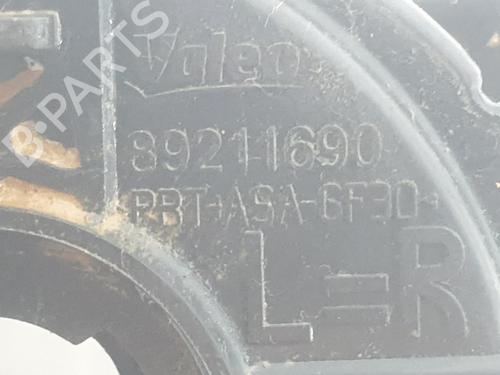 B-PARTS
Valeo
89211690
PBT+ASA-GF30
L=R